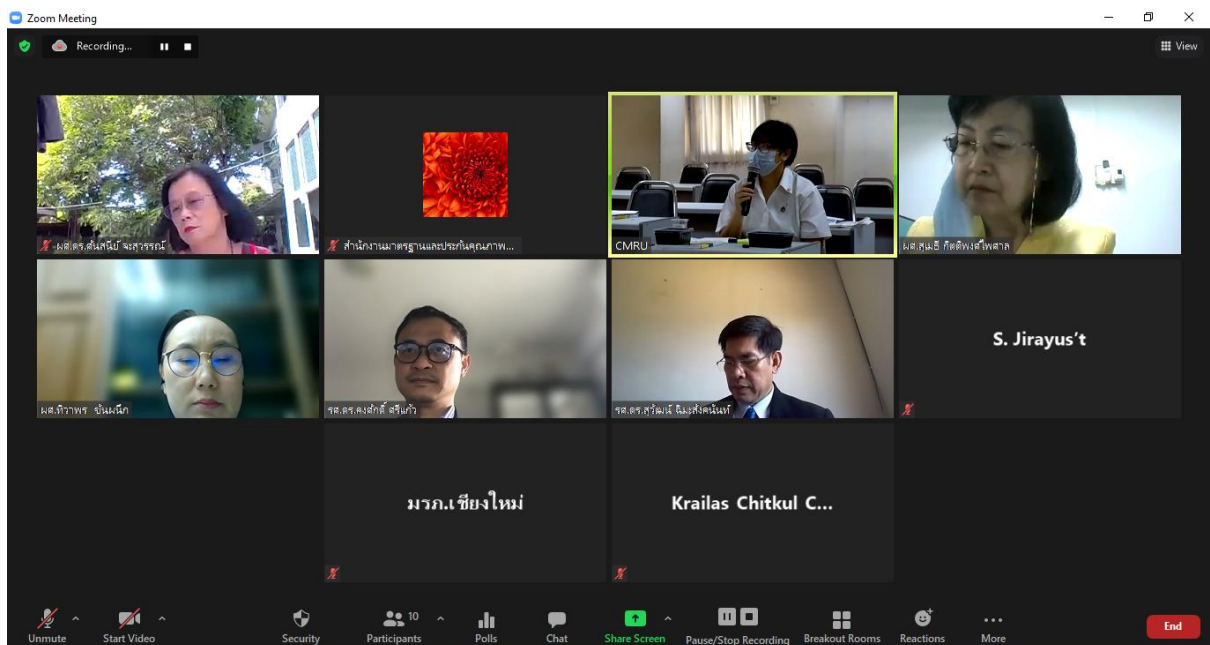 Zoom Meeting
Recording...
View
ผศ.ดร.ศันสนีย์ จะสุวรรณ์
สำนักงานมาตรฐานและประกันคุณภาพ...
CMRU
ผศ.สุเมธี กิตติพงศ์ไพศาล
ผศ.ทิวาพร ขันผนึก
รศ.ดร.คงศักดิ์ ศรีแก้ว
รศ.ดร.สุวัฒน์ ฉิมะสังคนันท์
S. Jirayus't
มรภ.เชียงใหม่
Krailas Chitkul C...
Unmute
Start Video
Security
10
Participants
Polls
Chat
Share Screen
Pause/Stop Recording
Breakout Rooms
Reactions
More
End